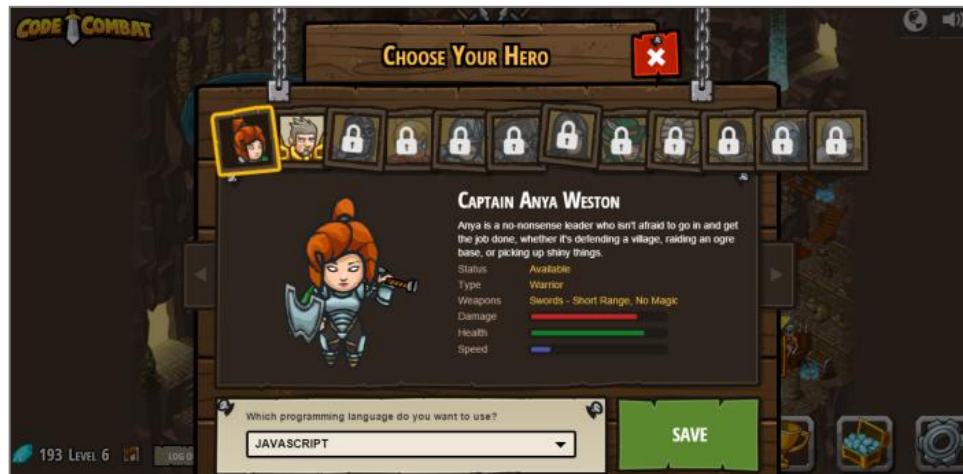 CODE COMBAT
CHOOSE YOUR HERO
CAPTAIN ANYA WESTON
Anya is a no-nonsense leader who isn't afraid to go in and get
the job done, whether it's defending a village, raiding an ogre
base, or picking up shiny things.
Status Available
Type Warrior
Weapons Swords - Short Range, No Magic
Damage
Health
Speed
Which programming language do you want to use?
JAVASCRIPT
SAVE
193 LEVEL 6
LOG O